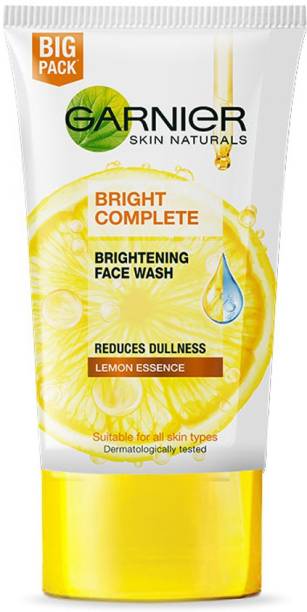 BIG
PACK*
GARNIER
SKIN NATURALS
BRIGHT
COMPLETE
BRIGHTENING
FACE WASH
REDUCES DULLNESS
LEMON ESSENCE
Suitable for all skin types
Dermatologically tested